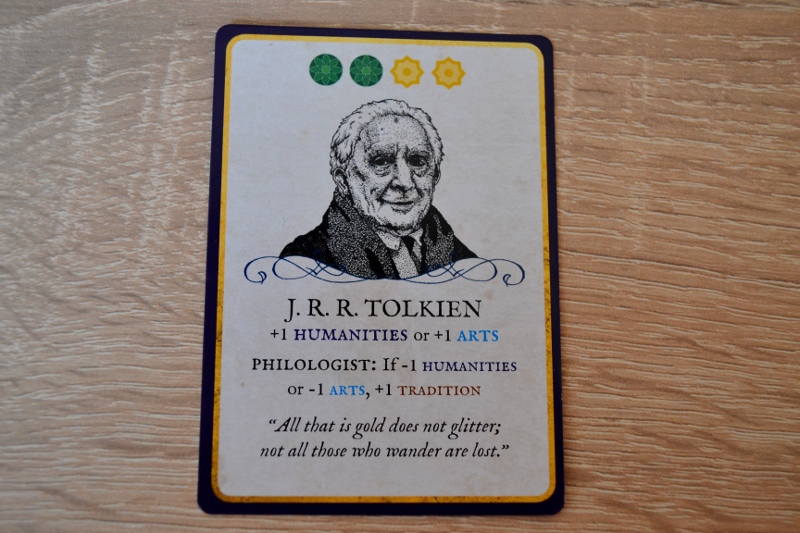 J. R. R. TOLKIEN
+1 HUMANITIES or +1 ARTS
PHILOLOGIST: If -1 HUMANITIES
or -1 ARTS, +1 TRADITION
“All that is gold does not glitter;
not all those who wander are lost.”